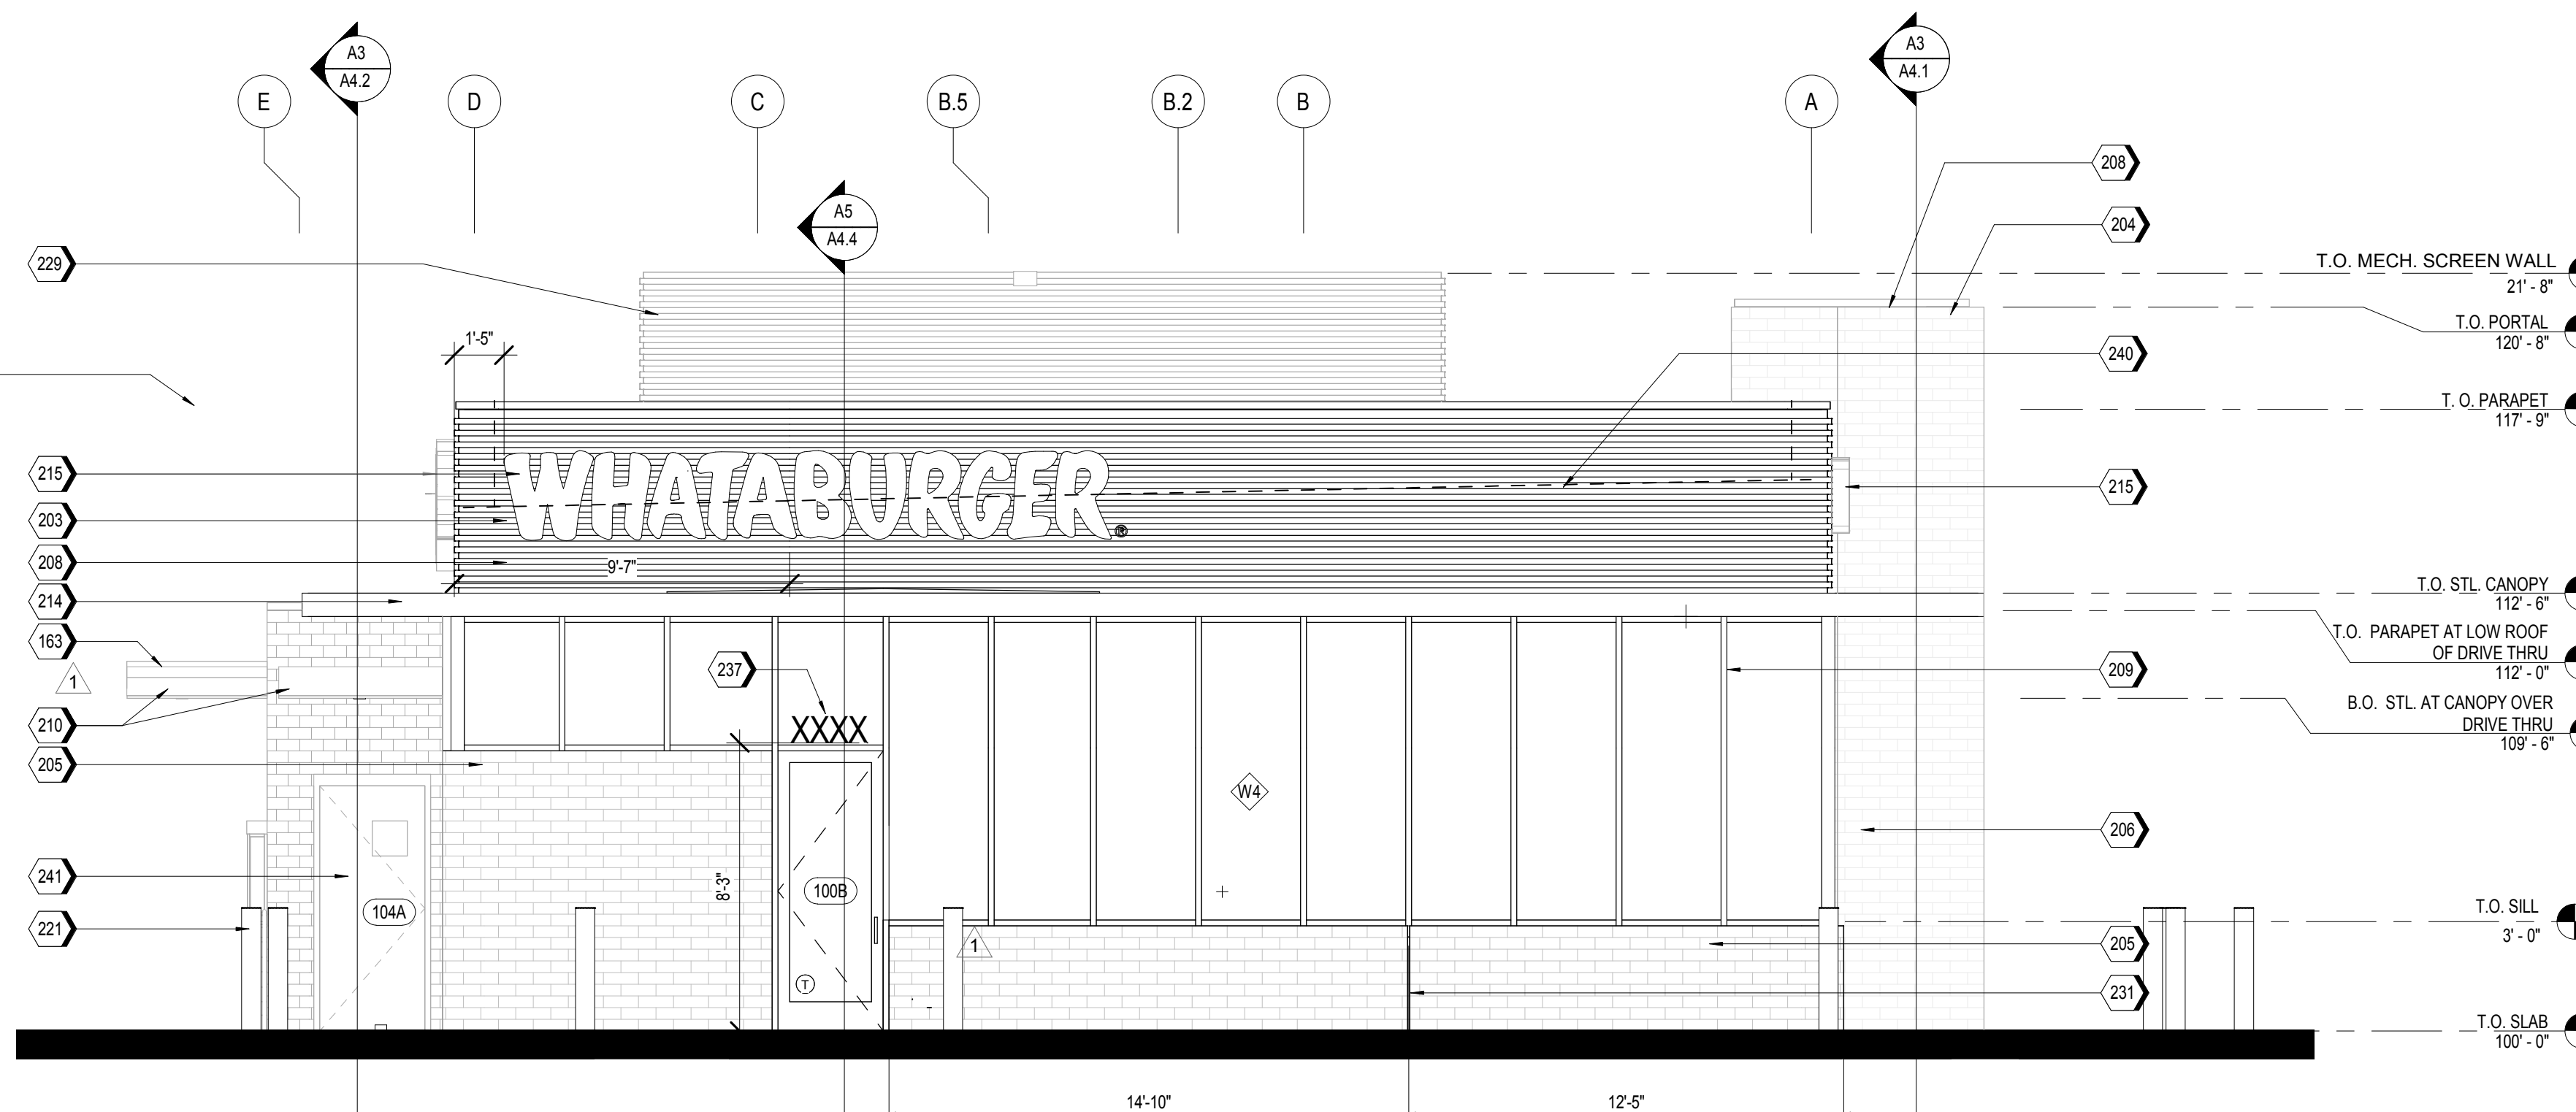 A3
A4.2
A3
A4.1
E
D
C
B.5
B.2
B
A
208
A5
A4.4
204
229
T.O. MECH. SCREEN WALL
21' - 8"
T.O. PORTAL
120' - 8"
1'-5"
240
T. O. PARAPET
117' - 9"
215
WHATABURGER®
215
203
208
9'-7"
214
T.O. STL. CANOPY
112' - 6"
163
T.O. PARAPET AT LOW ROOF
OF DRIVE THRU
112' - 0"
1
237
209
210
XXXX
B.O. STL. AT CANOPY OVER
DRIVE THRU
109' - 6"
205
W4
206
241
8'-3"
100B
104A
T.O. SILL
3' - 0"
221
1
205
T
231
T.O. SLAB
100' - 0"
14'-10"
12'-5"